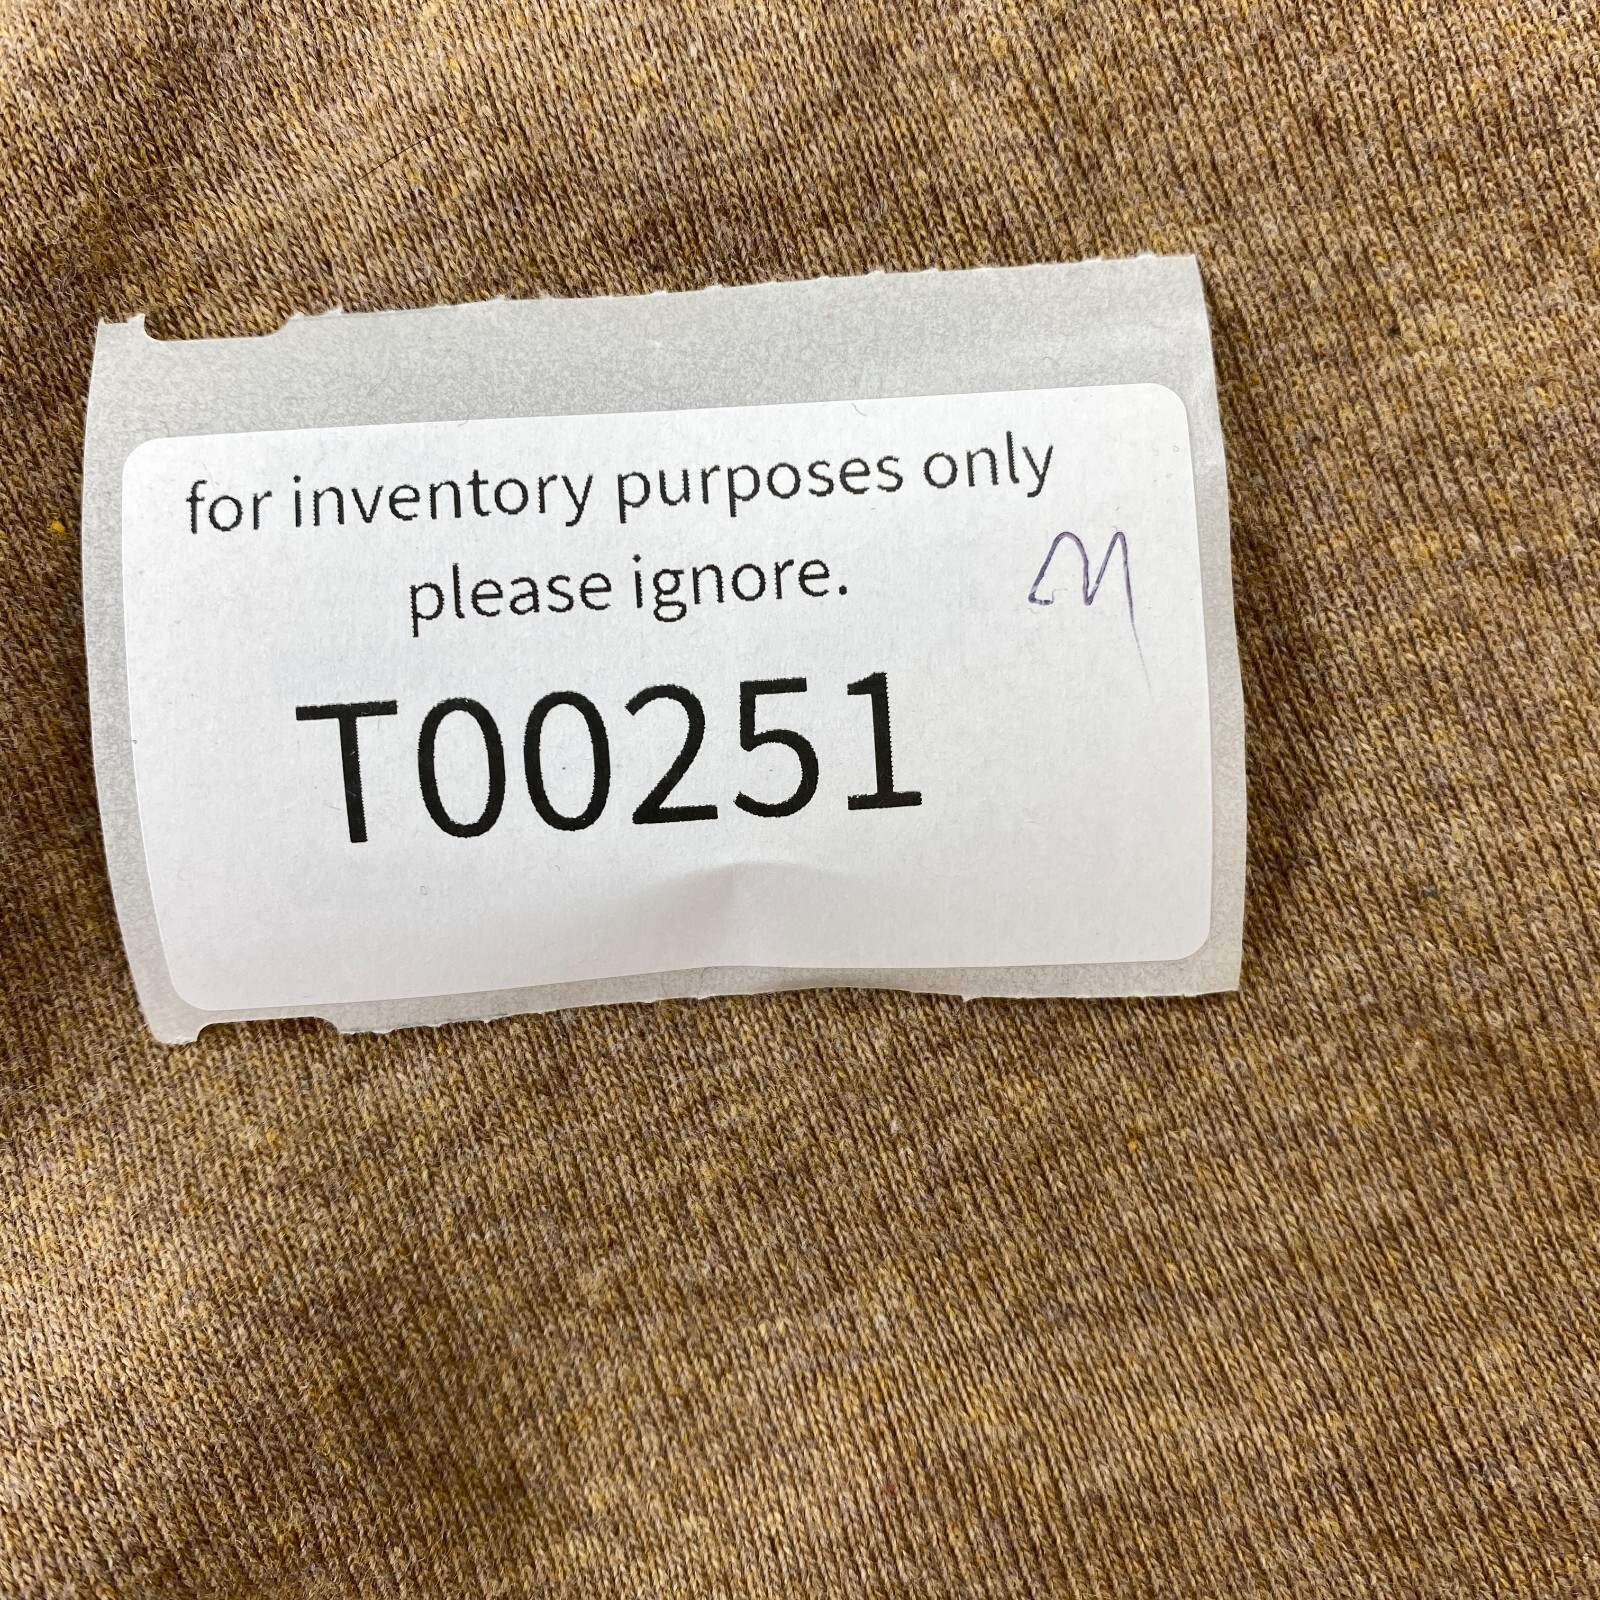 for inventory purposes only
please ignore.
M
T00251